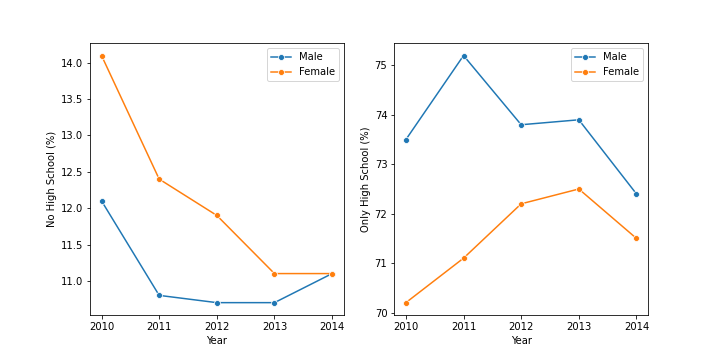 Male
Female
No High School (%)
14.0
13.5
13.0
12.5
12.0
11.5
11.0
2010 2011 2012 2013 2014
Year
Male
Female
Only High School (%)
75
74
73
72
71
70
2010 2011 2012 2013 2014
Year